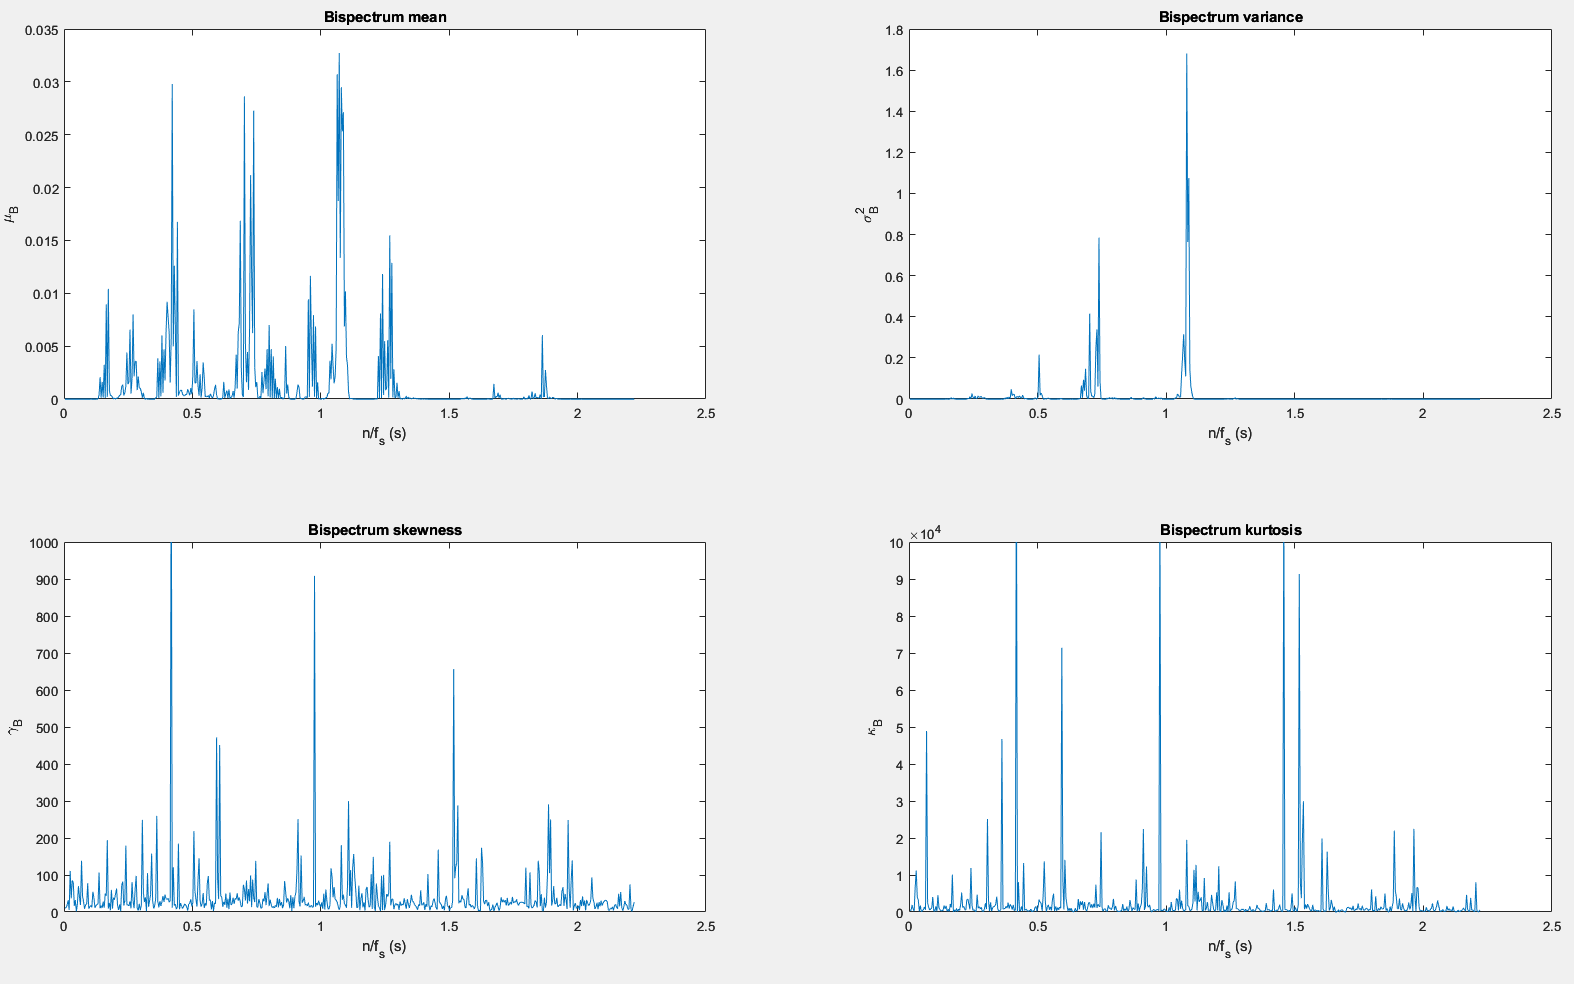 Bispectrum mean
0.035
0.03
0.025
0.02
0.015
0.01
0.005
0
μB
0 0.5 1 1.5 2 2.5
n/fs (s)
Bispectrum variance
1.8
1.6
1.4
1.2
1
0.8
0.6
0.4
0.2
0
σ²B
0 0.5 1 1.5 2 2.5
n/fs (s)
Bispectrum skewness
1000
900
800
700
600
500
400
300
200
100
0
γB
0 0.5 1 1.5 2 2.5
n/fs (s)
Bispectrum kurtosis
×10⁴
10
9
8
7
6
5
4
3
2
1
0
κB
0 0.5 1 1.5 2 2.5
n/fs (s)